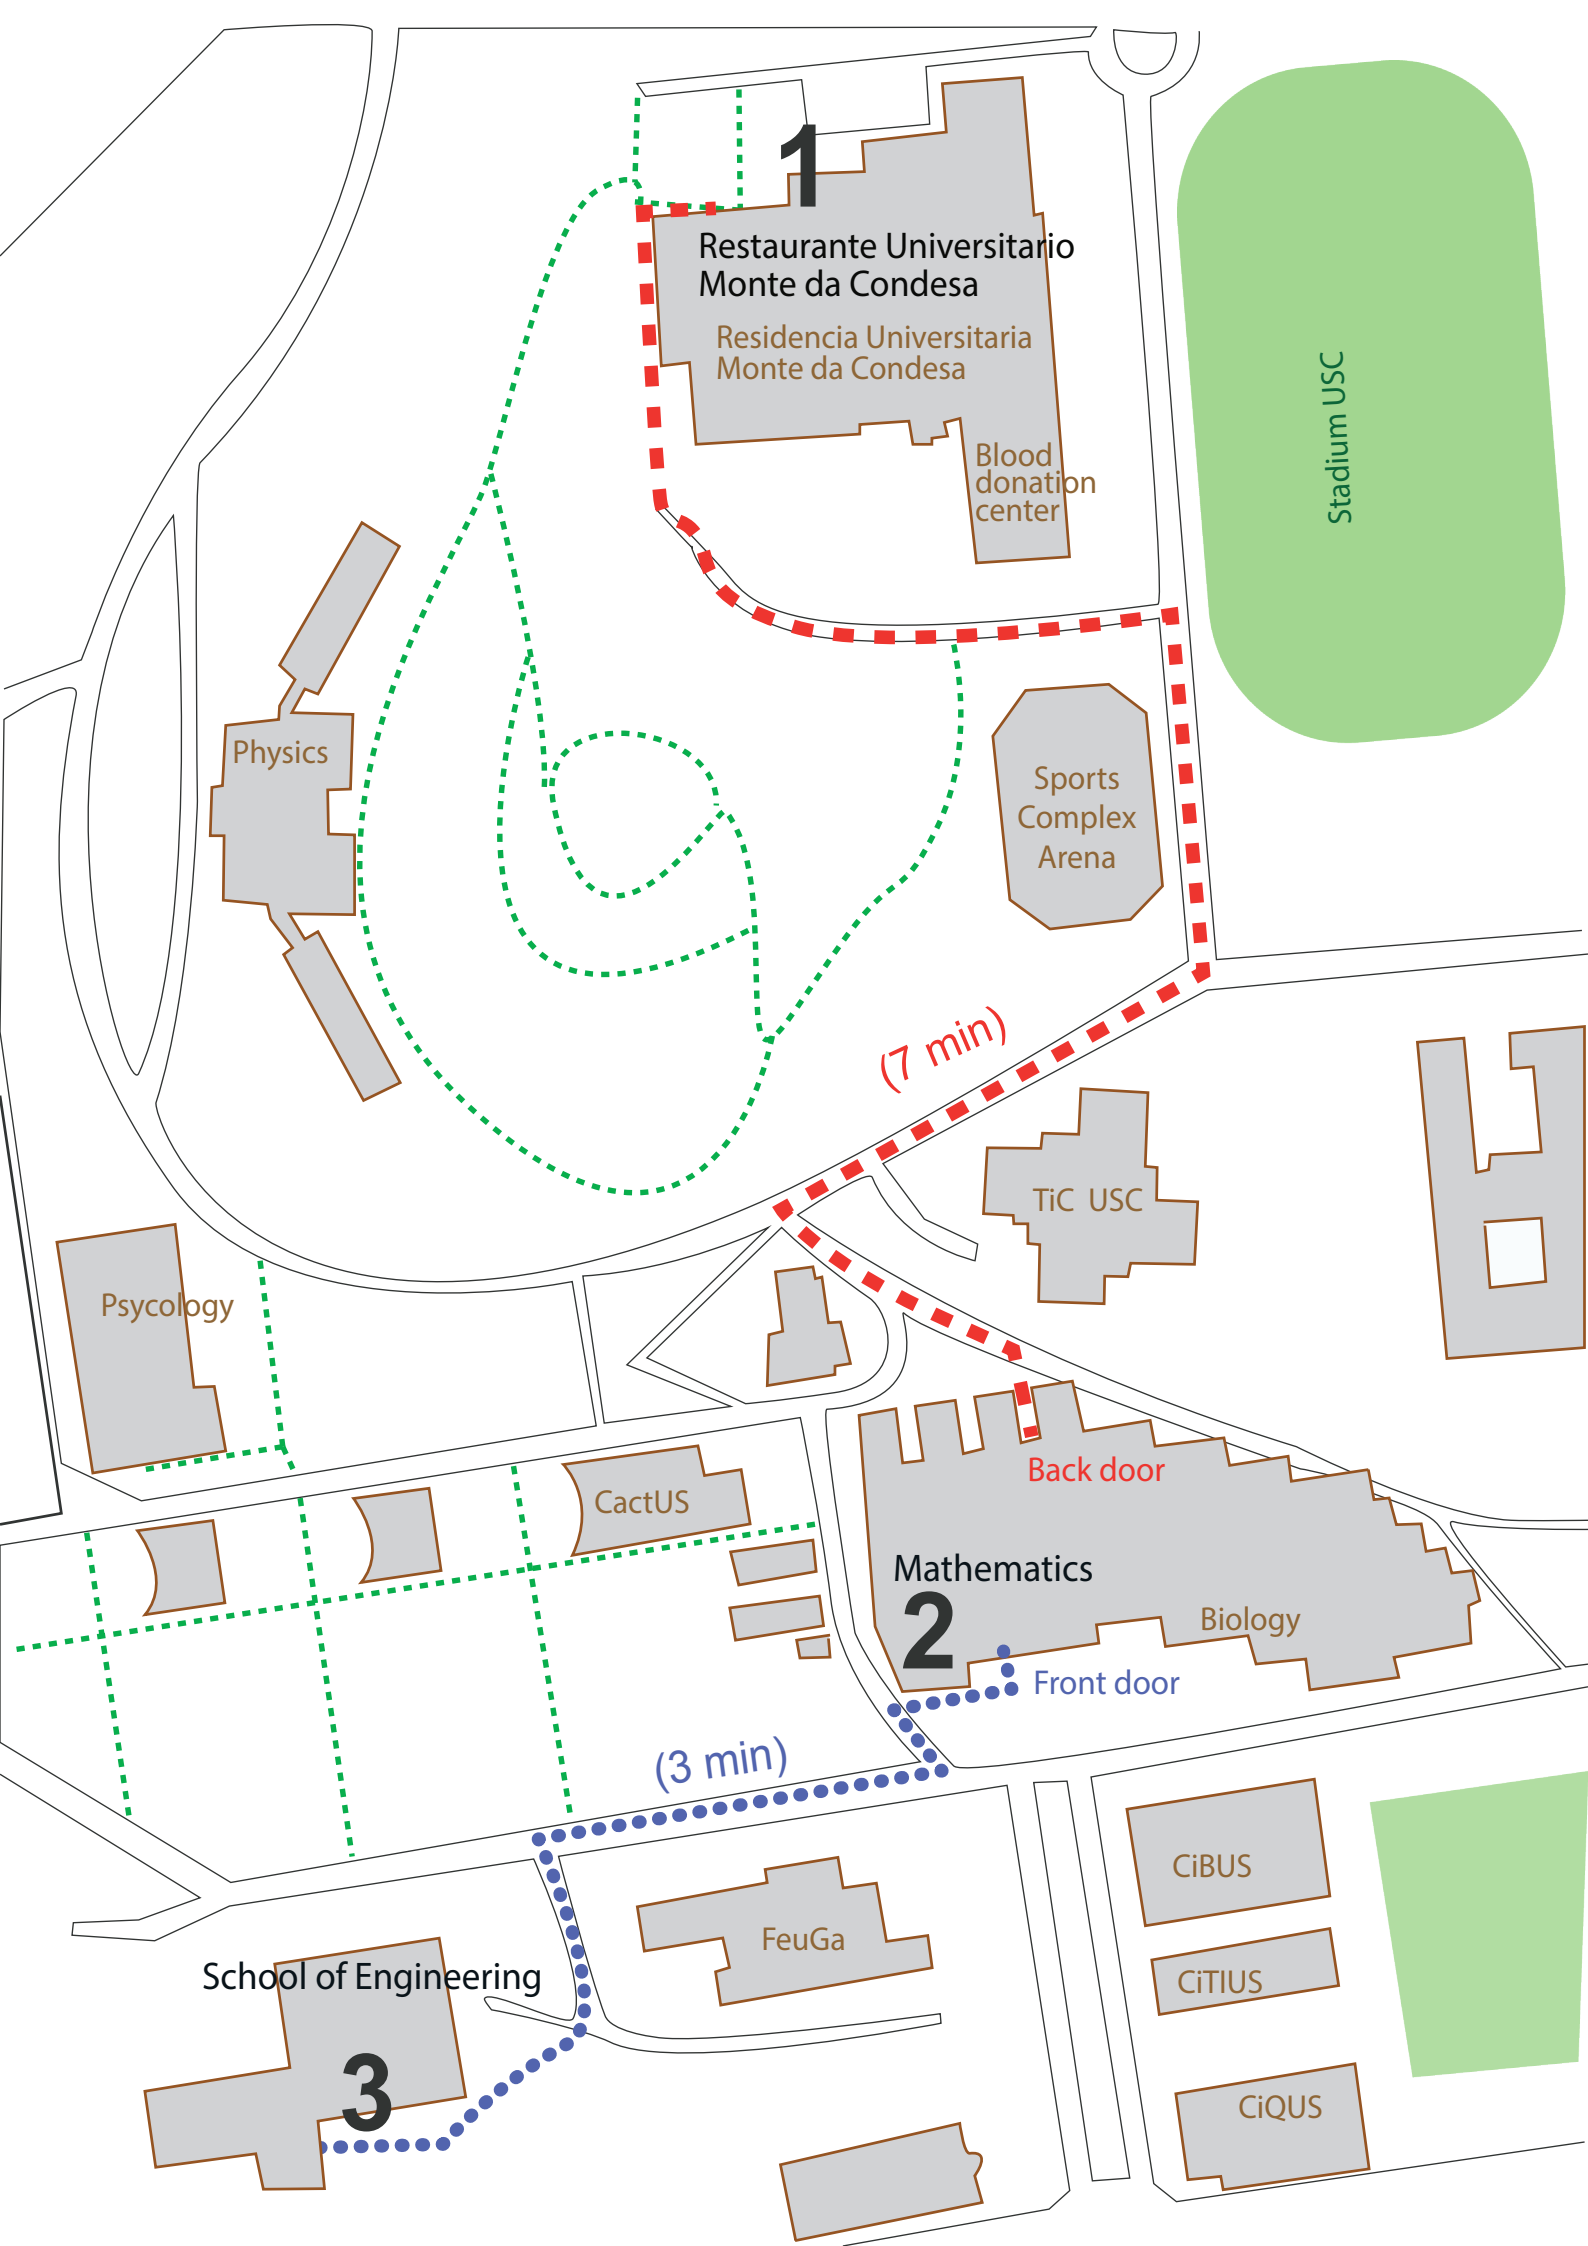 1
Restaurante Universitario
Monte da Condesa
Residencia Universitaria
Monte da Condesa
Blood
donation
center
Stadium USC
Physics
Sports
Complex
Arena
(7 min)
TiC USC
Psycology
CactUS
Back door
Mathematics
2
Biology
Front door
(3 min)
CiBUS
FeuGa
School of Engineering
CiTIUS
3
CiQUS